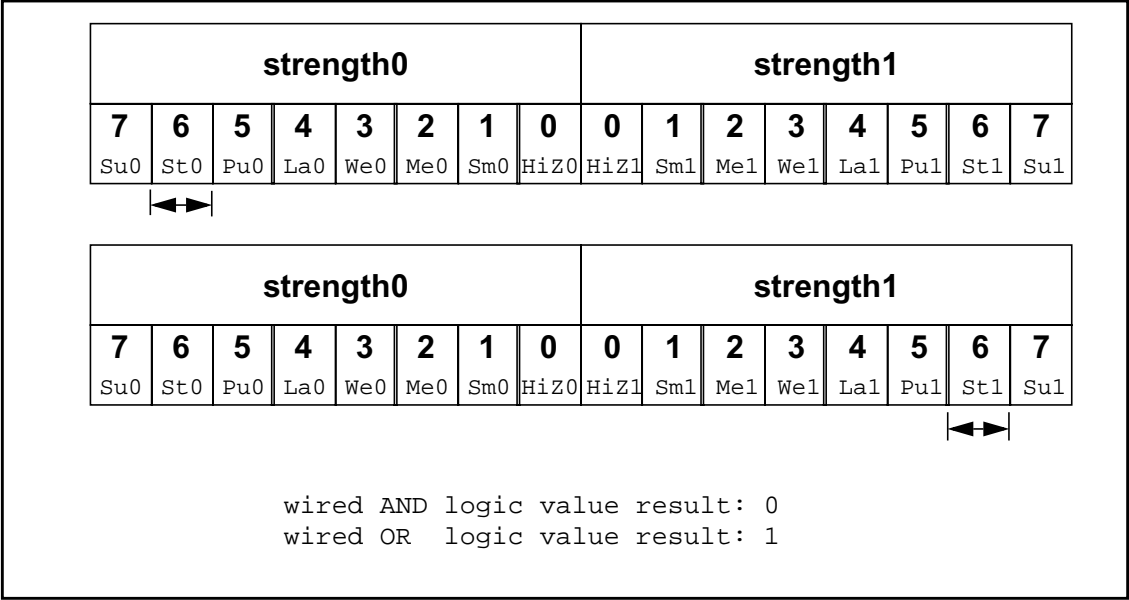 strength0 strength1
7 6 5 4 3 2 1 0 0 1 2 3 4 5 6 7
Su0 St0 Pu0 La0 We0 Me0 Sm0 HiZ0 HiZ1 Sm1 Me1 We1 La1 Pu1 St1 Su1
strength0 strength1
7 6 5 4 3 2 1 0 0 1 2 3 4 5 6 7
Su0 St0 Pu0 La0 We0 Me0 Sm0 HiZ0 HiZ1 Sm1 Me1 We1 La1 Pu1 St1 Su1
wired AND logic value result: 0
wired OR logic value result: 1